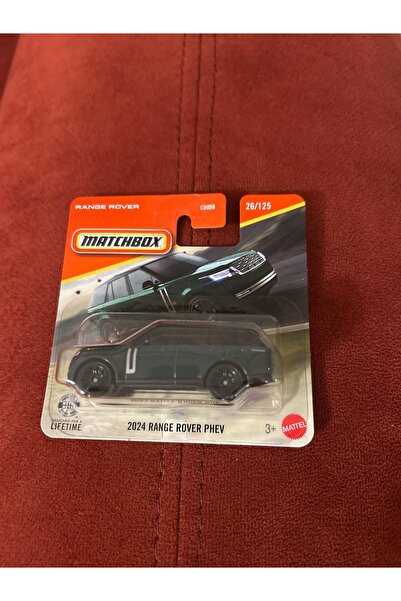 RANGE ROVER
C0859
26/125
MATCHBOX
LIFETIME
2024 RANGE ROVER PHEV
3+
MATTEL